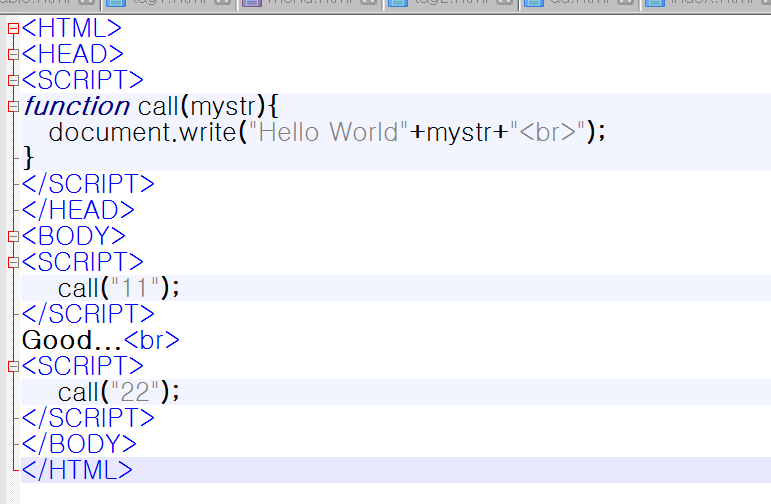 <HTML>
<HEAD>
<SCRIPT>
function call(mystr){
document.write("Hello World"+mystr+"<br>");
}
</SCRIPT>
</HEAD>
<BODY>
<SCRIPT>
call("11");
</SCRIPT>
Good...<br>
<SCRIPT>
call("22");
</SCRIPT>
</BODY>
</HTML>